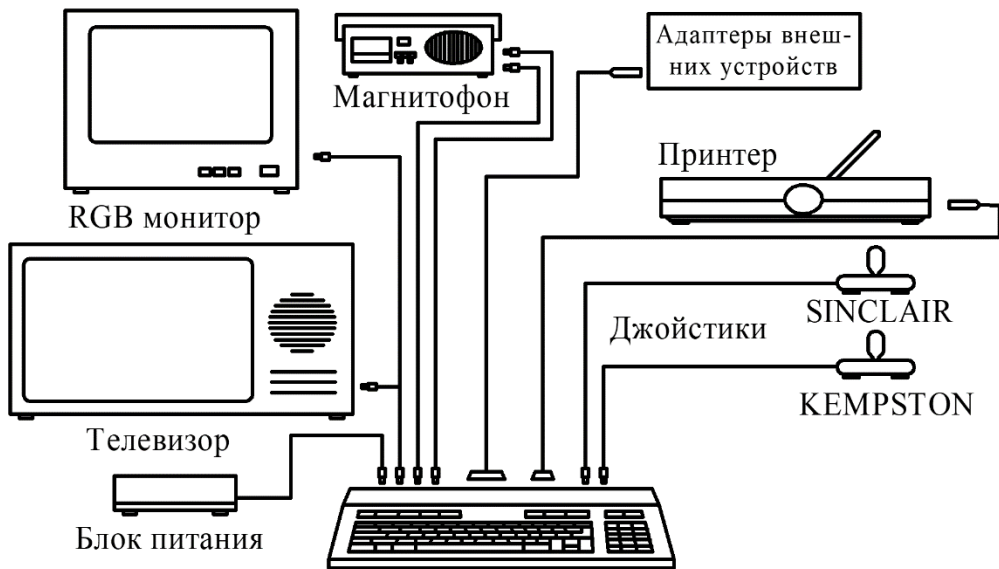 Адаптеры внеш-
них устройств
Магнитофон
Принтер
RGB монитор
SINCLAIR
Джойстики
KEMPSTON
Телевизор
Блок питания